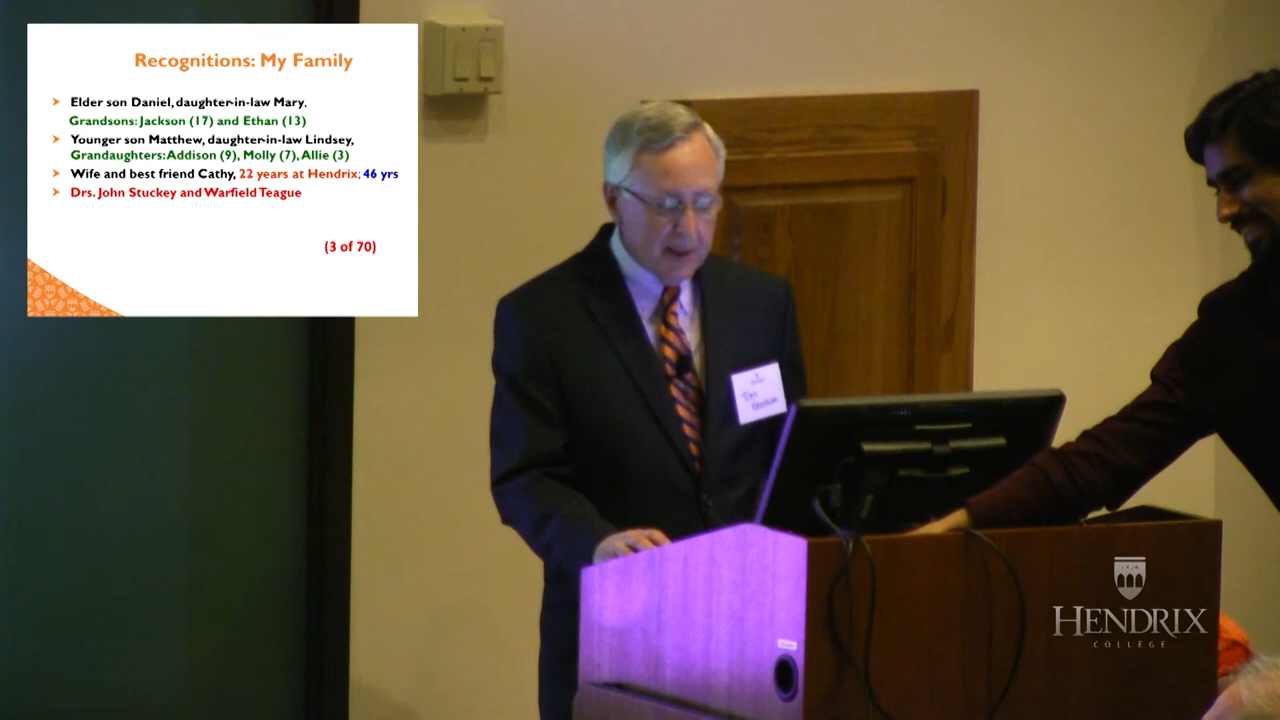 Recognitions: My Family
Elder son Daniel, daughter-in-law Mary,
Grandsons: Jackson (17) and Ethan (13)
Younger son Matthew, daughter-in-law Lindsey,
Grandaughters: Addison (9), Molly (7), Allie (3)
Wife and best friend Cathy, 22 years at Hendrix; 46 yrs
Drs. John Stuckey and Warfield Teague
(3 of 70)
HENDRIX
COLLEGE